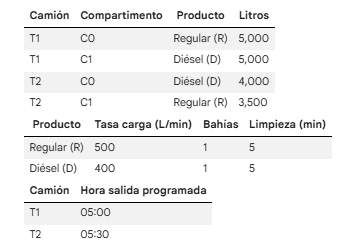 Camión Compartimento Producto Litros
T1 C0 Regular (R) 5,000
T1 C1 Diésel (D) 5,000
T2 C0 Diésel (D) 4,000
T2 C1 Regular (R) 3,500
Producto Tasa carga (L/min) Bahías Limpieza (min)
Regular (R) 500 1 5
Diésel (D) 400 1 5
Camión Hora salida programada
T1 05:00
T2 05:30